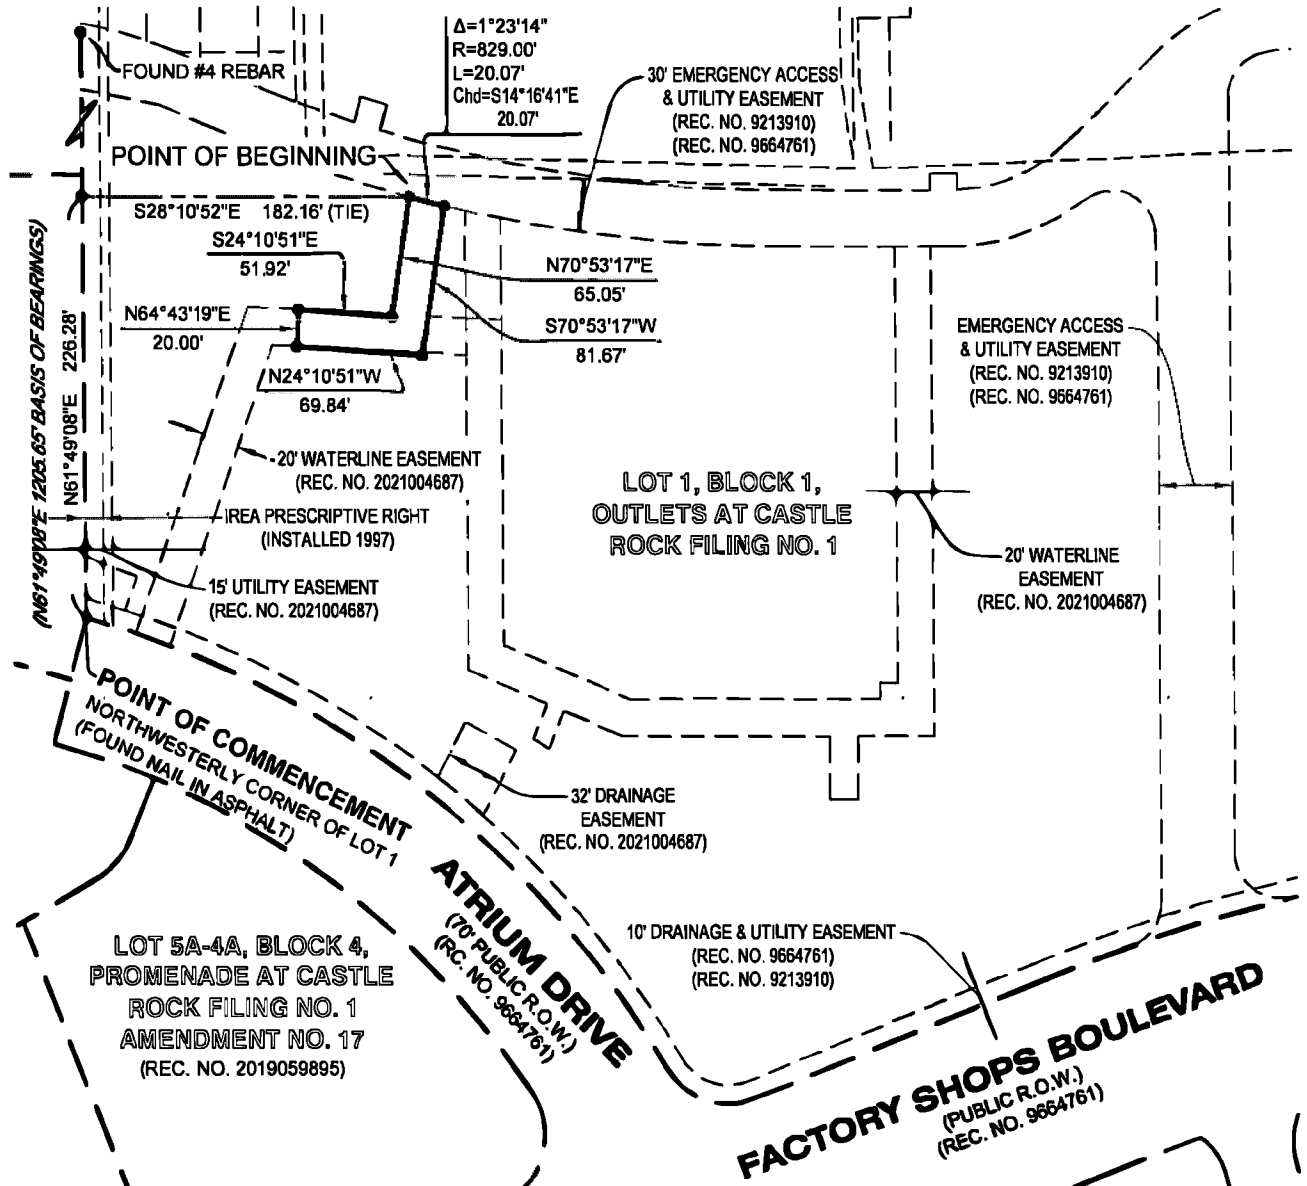 Δ=1°23'14"
R=829.00'
L=20.07'
Chd=S14°16'41"E
20.07'
FOUND #4 REBAR
30' EMERGENCY ACCESS
& UTILITY EASEMENT
(REC. NO. 9213910)
(REC. NO. 9664761)
POINT OF BEGINNING
S28°10'52"E 182.16' (TIE)
S24°10'51"E
51.92'
N70°53'17"E
65.05'
N64°43'19"E
20.00'
S70°53'17"W
81.67'
N24°10'51"W
69.84'
EMERGENCY ACCESS
& UTILITY EASEMENT
(REC. NO. 9213910)
(REC. NO. 9664761)
(N61°49'08"E 1205.65' BASIS OF BEARINGS)
N61°49'08"E 226.28'
20' WATERLINE EASEMENT
(REC. NO. 2021004687)
IREA PRESCRIPTIVE RIGHT
(INSTALLED 1997)
LOT 1, BLOCK 1,
OUTLETS AT CASTLE
ROCK FILING NO. 1
20' WATERLINE
EASEMENT
(REC. NO. 2021004687)
15' UTILITY EASEMENT
(REC. NO. 2021004687)
POINT OF COMMENCEMENT
NORTHWESTERLY CORNER OF LOT 1
(FOUND NAIL IN ASPHALT)
32' DRAINAGE
EASEMENT
(REC. NO. 2021004687)
ATRIUM DRIVE
(70' PUBLIC R.O.W.)
(RC. NO. 9664761)
10' DRAINAGE & UTILITY EASEMENT
(REC. NO. 9664761)
(REC. NO. 9213910)
LOT 5A-4A, BLOCK 4,
PROMENADE AT CASTLE
ROCK FILING NO. 1
AMENDMENT NO. 17
(REC. NO. 2019059895)
FACTORY SHOPS BOULEVARD
(PUBLIC R.O.W.)
(REC. NO. 9664761)